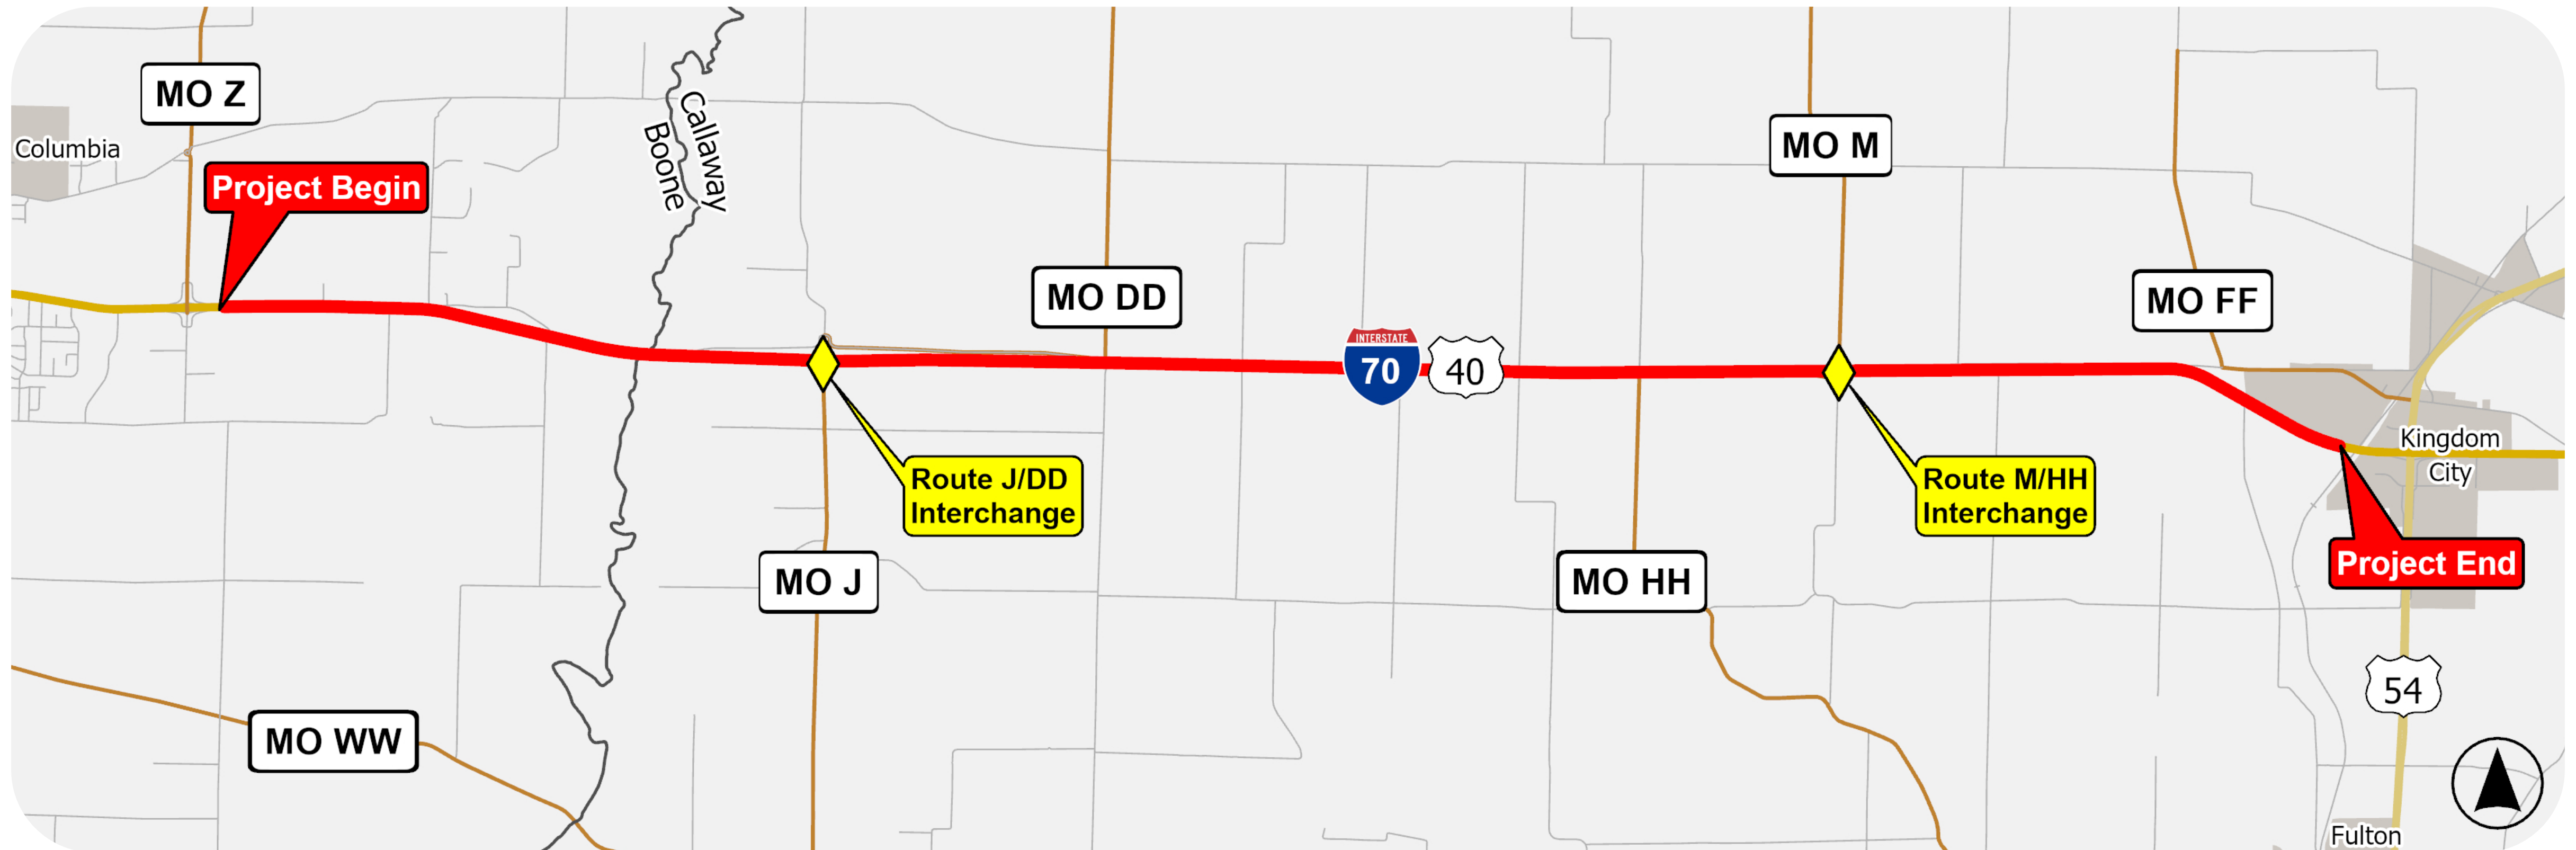 MO Z
Columbia
Project Begin
Callaway
Boone
MO DD
MO M
MO FF
INTERSTATE
70
40
Route J/DD
Interchange
Route M/HH
Interchange
Kingdom
City
Project End
MO J
MO HH
54
MO WW
Fulton